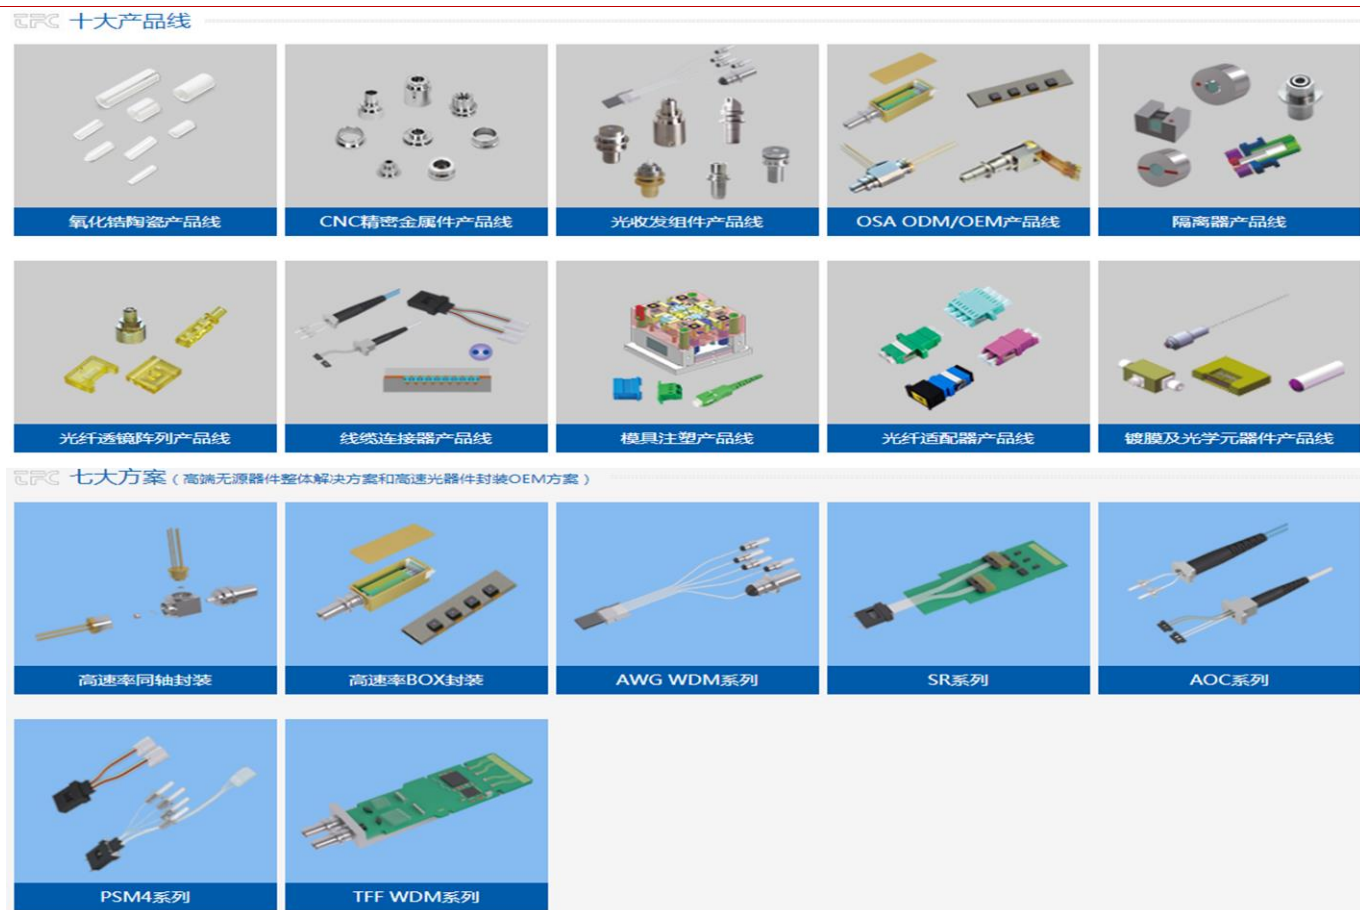 TFC 十大产品线
氧化锆陶瓷产品线
CNC精密金属件产品线
光收发组件产品线
OSA ODM/OEM产品线
隔离器产品线
光纤透镜阵列产品线
线缆连接器产品线
模具注塑产品线
光纤适配器产品线
镀膜及光学元器件产品线
TFC 七大方案（高端无源器件整体解决方案和高速光器件封装OEM方案）
高速率同轴封装
高速率BOX封装
AWG WDM系列
SR系列
AOC系列
PSM4系列
TFF WDM系列